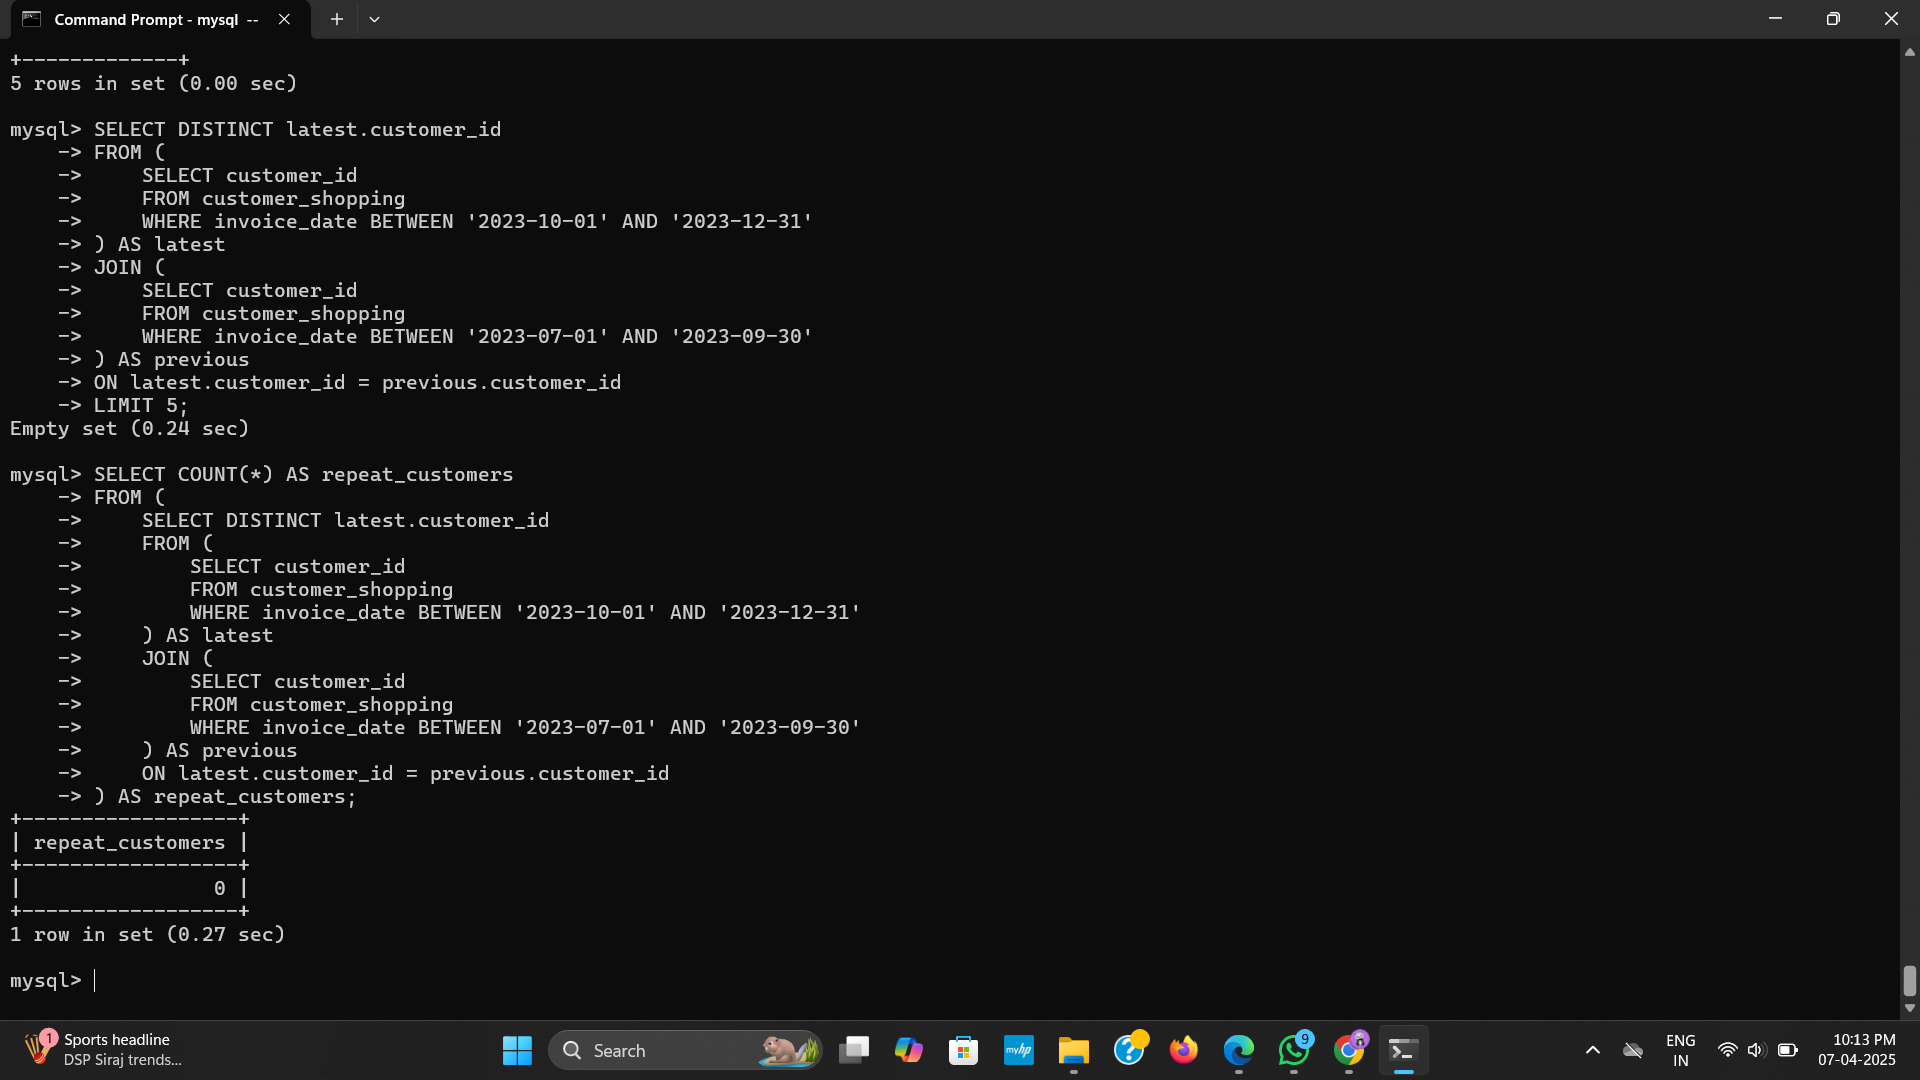 Command Prompt - mysql --
+-------------+
5 rows in set (0.00 sec)
mysql> SELECT DISTINCT latest.customer_id
    -> FROM (
    ->     SELECT customer_id
    ->     FROM customer_shopping
    ->     WHERE invoice_date BETWEEN '2023-10-01' AND '2023-12-31'
    -> ) AS latest
    -> JOIN (
    ->     SELECT customer_id
    ->     FROM customer_shopping
    ->     WHERE invoice_date BETWEEN '2023-07-01' AND '2023-09-30'
    -> ) AS previous
    -> ON latest.customer_id = previous.customer_id
    -> LIMIT 5;
Empty set (0.24 sec)
mysql> SELECT COUNT(*) AS repeat_customers
    -> FROM (
    ->     SELECT DISTINCT latest.customer_id
    ->     FROM (
    ->         SELECT customer_id
    ->         FROM customer_shopping
    ->         WHERE invoice_date BETWEEN '2023-10-01' AND '2023-12-31'
    ->     ) AS latest
    ->     JOIN (
    ->         SELECT customer_id
    ->         FROM customer_shopping
    ->         WHERE invoice_date BETWEEN '2023-07-01' AND '2023-09-30'
    ->     ) AS previous
    ->     ON latest.customer_id = previous.customer_id
    -> ) AS repeat_customers;
+------------------+
| repeat_customers |
+------------------+
|                0 |
+------------------+
1 row in set (0.27 sec)
mysql>
1
Sports headline
DSP Siraj trends...
Search
myhp
9
ENG
IN
10:13 PM
07-04-2025